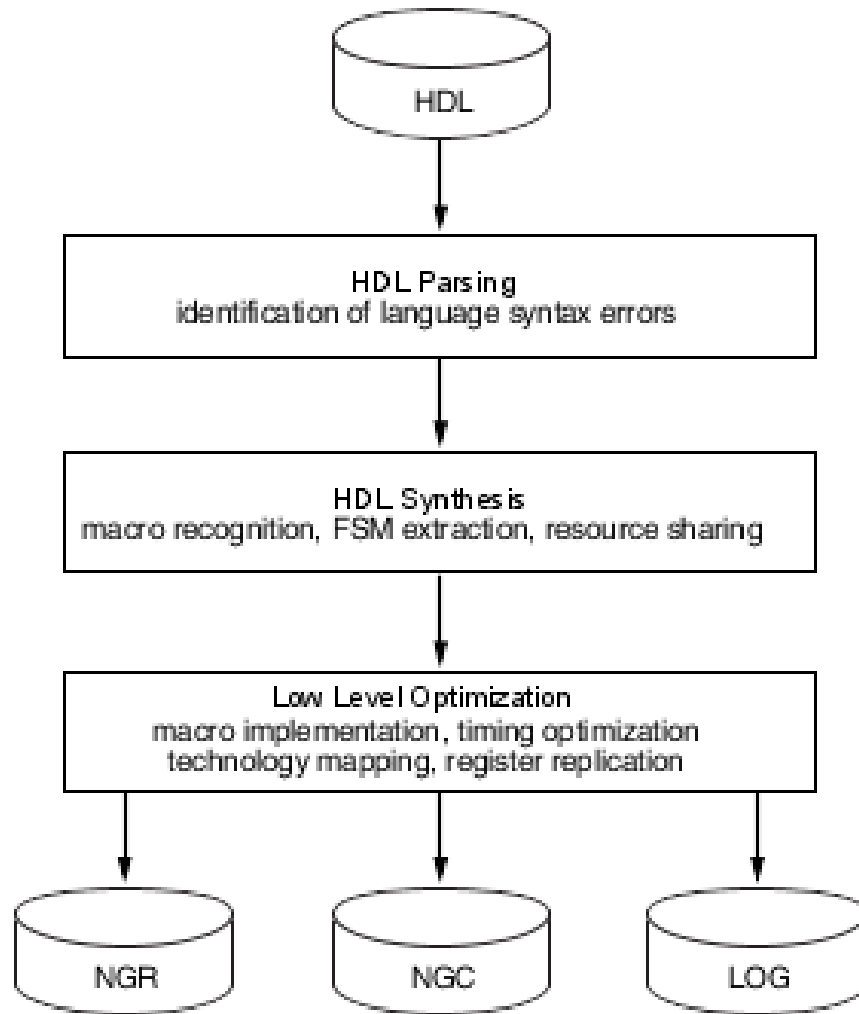 HDL
HDL Parsing
identification of language syntax errors
HDL Synthesis
macro recognition, FSM extraction, resource sharing
Low Level Optimization
macro implementation, timing optimization
technology mapping, register replication
NGR
NGC
LOG